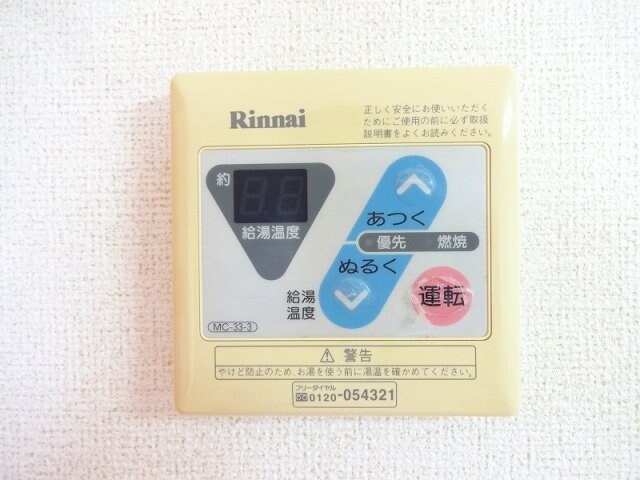 Rinnai
正しく安全にお使いいただく
ためにご使用の前に必ず取扱
説明書をよくお読みください。
約
給湯温度
あつく
優先 燃焼
ぬるく
給湯
温度
運転
MC-33-3
⚠ 警告
やけど防止のため、お湯を使う前に湯温を確かめてください。
フリーダイヤル
0120-054321